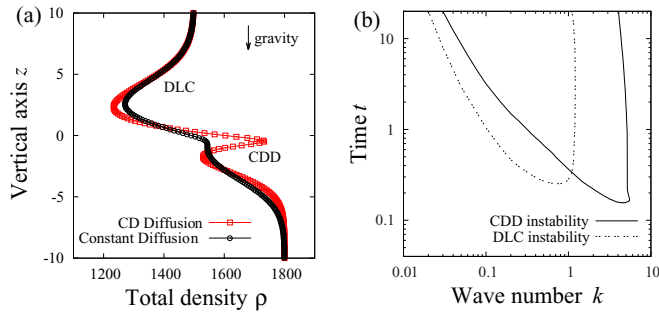 (a)
10
5
0
-5
-10
Vertical axis z
gravity
DLC
CDD
CD Diffusion
Constant Diffusion
1200 1400 1600 1800
Total density ρ
(b)
10
1
0.1
Time t
CDD instability
DLC instability
0.01 0.1 1 10
Wave number k